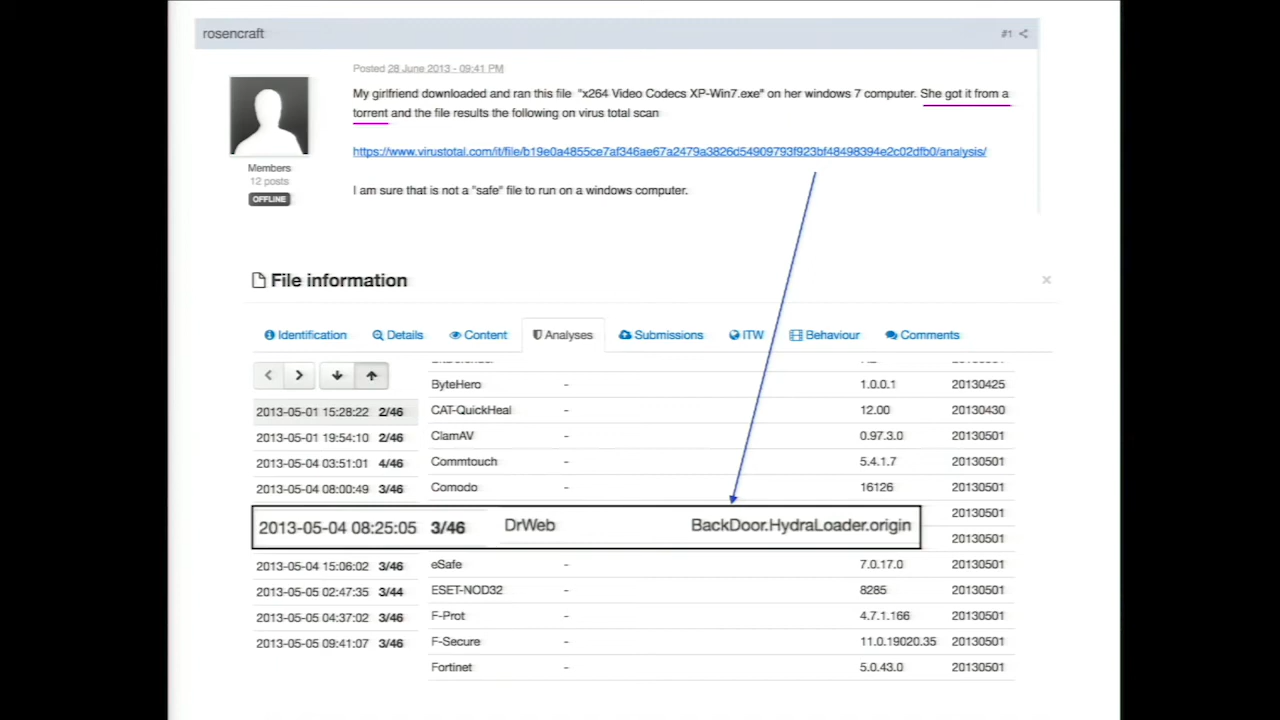 rosencraft
#1
Posted 28 June 2013 - 09:41 PM
My girlfriend downloaded and ran this file "x264 Video Codecs XP-Win7.exe" on her windows 7 computer. She got it from a
torrent and the file results the following on virus total scan
https://www.virustotal.com/it/file/b19e0a4855ce7af346ae67a2479a3826d54909793f923bf48498394e2c02dfb0/analysis/
Members
12 posts
OFFLINE
I am sure that is not a "safe" file to run on a windows computer.
File information
Identification Details Content Analyses Submissions ITW Behaviour Comments
ByteHero - 1.0.0.1 20130425
2013-05-01 15:28:22 2/46 CAT-QuickHeal - 12.00 20130430
2013-05-01 19:54:10 2/46 ClamAV - 0.97.3.0 20130501
2013-05-04 03:51:01 4/46 Commtouch - 5.4.1.7 20130501
2013-05-04 08:00:49 3/46 Comodo - 16126 20130501
20130501
2013-05-04 08:25:05 3/46 DrWeb BackDoor.HydraLoader.origin
20130501
2013-05-04 15:06:02 3/46 eSafe - 7.0.17.0 20130501
2013-05-05 02:47:35 3/44 ESET-NOD32 - 8285 20130501
2013-05-05 04:37:02 3/46 F-Prot - 4.7.1.166 20130501
2013-05-05 09:41:07 3/46 F-Secure - 11.0.19020.35 20130501
Fortinet - 5.0.43.0 20130501